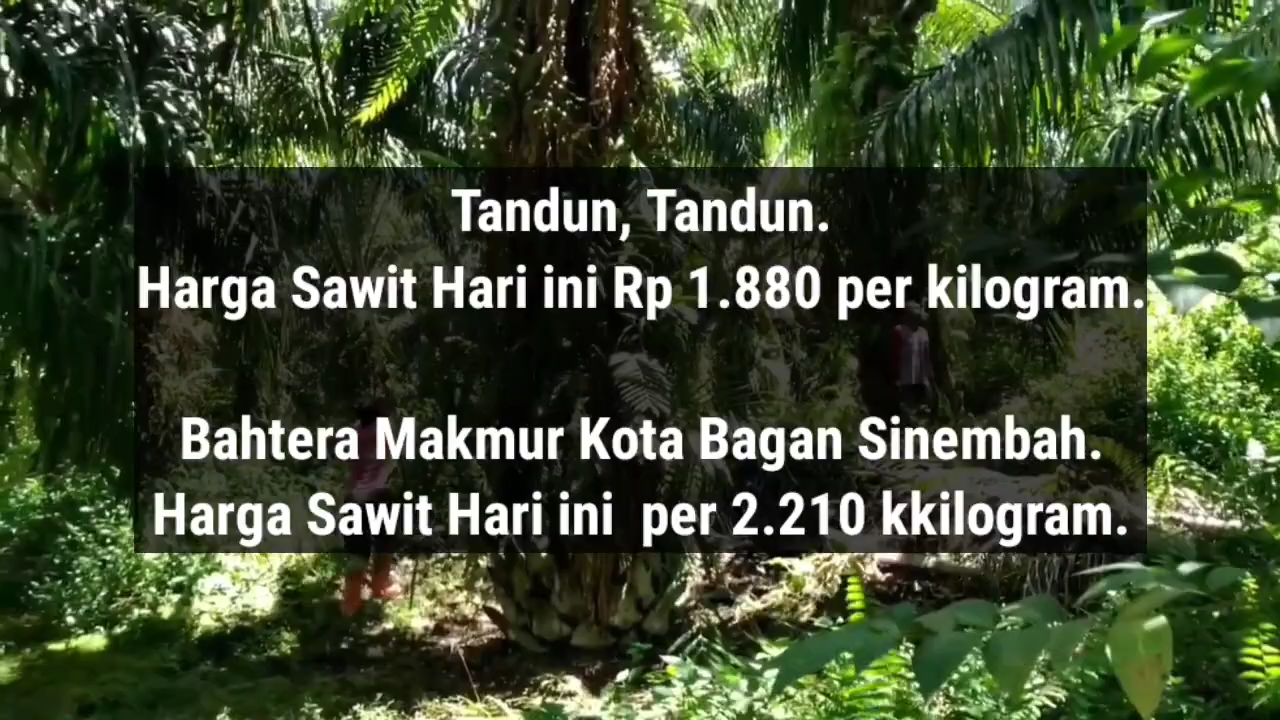 Tandun, Tandun.
Harga Sawit Hari ini Rp 1.880 per kilogram.
Bahtera Makmur Kota Bagan Sinembah.
Harga Sawit Hari ini  per 2.210 kkilogram.